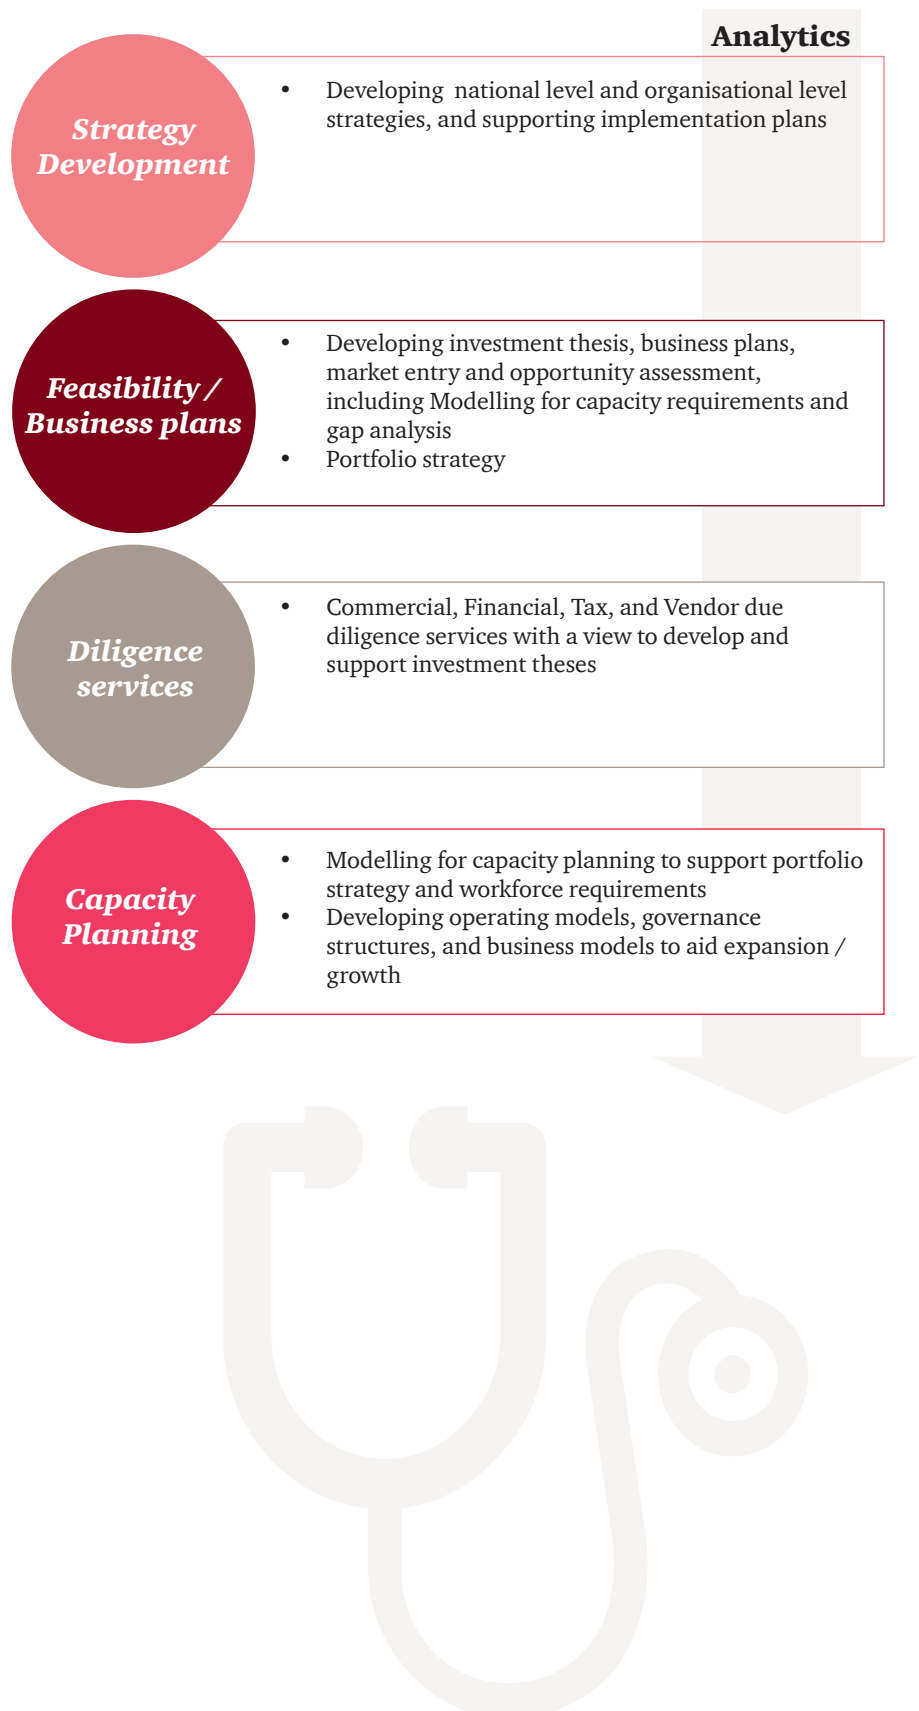 Analytics
Strategy
Development
• Developing  national level and organisational level
strategies, and supporting implementation plans
Feasibility /
Business plans
• Developing investment thesis, business plans,
market entry and opportunity assessment,
including Modelling for capacity requirements and
gap analysis
• Portfolio strategy
Diligence
services
• Commercial, Financial, Tax, and Vendor due
diligence services with a view to develop and
support investment theses
Capacity
Planning
• Modelling for capacity planning to support portfolio
strategy and workforce requirements
• Developing operating models, governance
structures, and business models to aid expansion /
growth